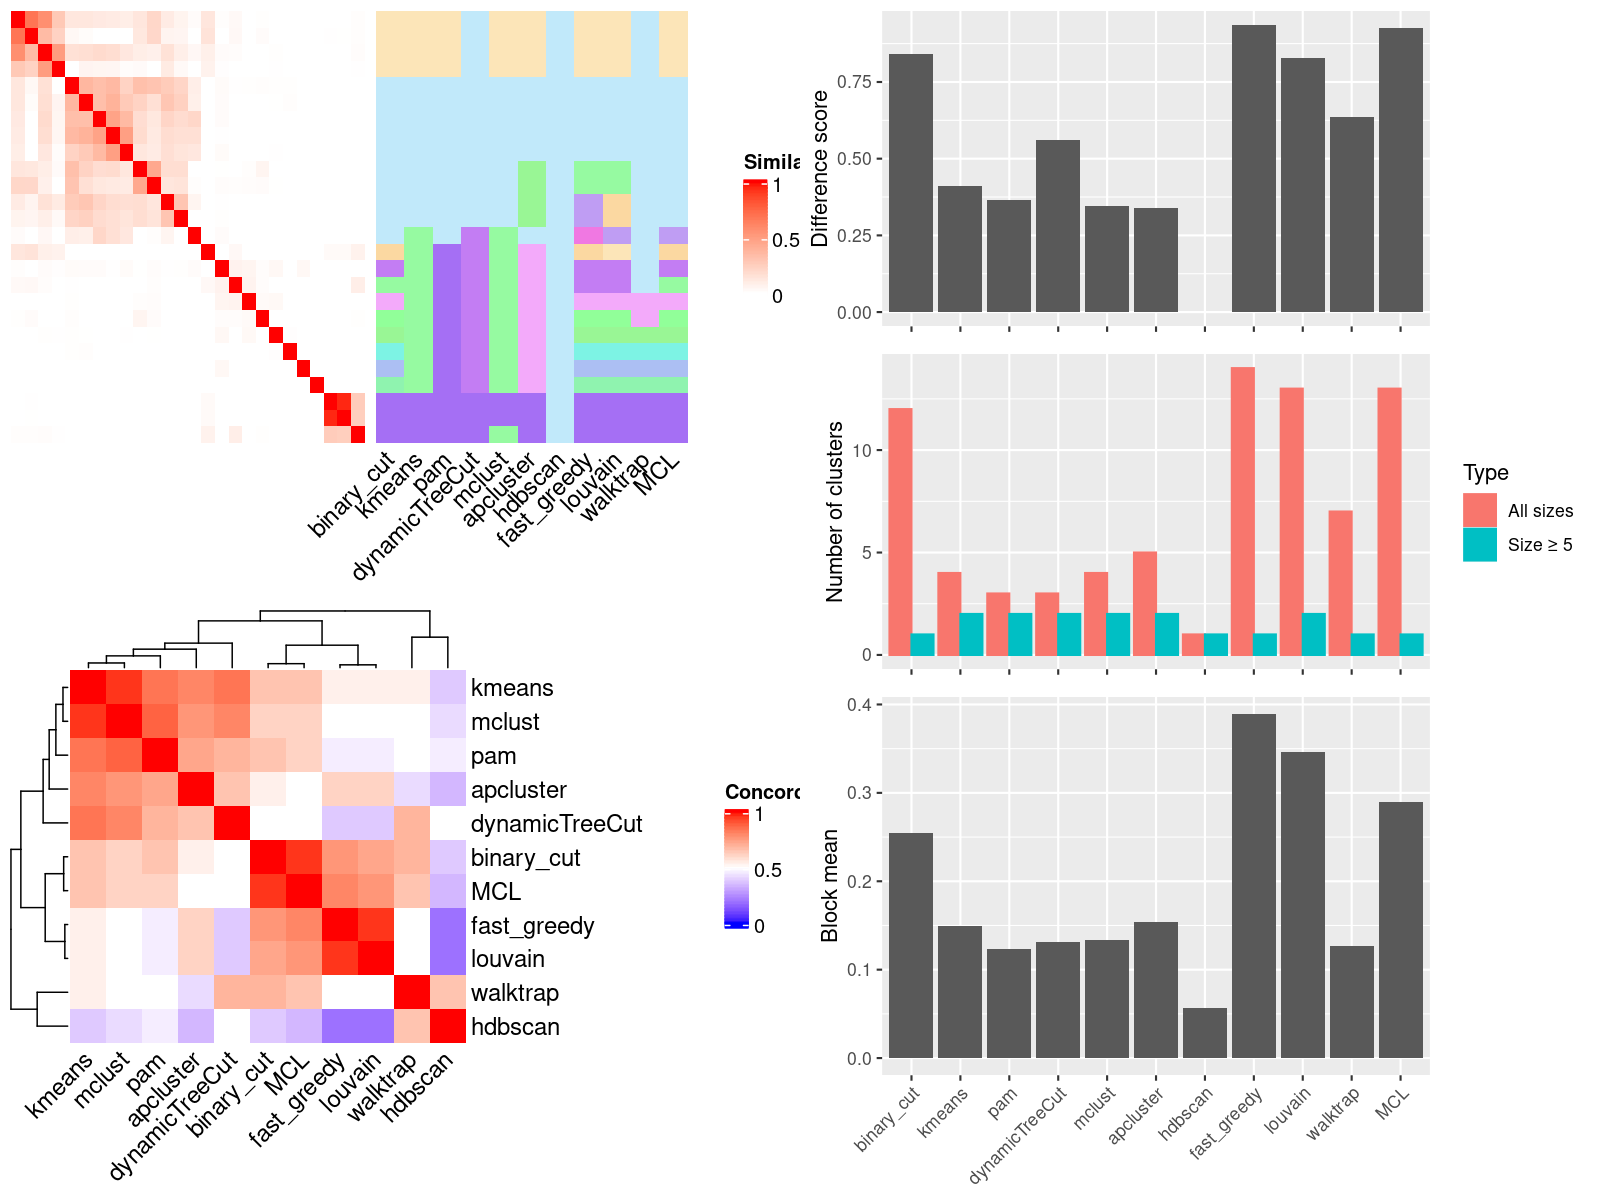 Simila
1
0.5
0
binary_cut
kmeans
pam
dynamicTreeCut
mclust
apcluster
hdbscan
fast_greedy
louvain
walktrap
MCL
Difference score
0.75
0.50
0.25
0.00
Number of clusters
10
5
0
Type
All sizes
Size ≥ 5
kmeans
mclust
pam
apcluster
dynamicTreeCut
binary_cut
MCL
fast_greedy
louvain
walktrap
hdbscan
kmeans
mclust
pam
apcluster
dynamicTreeCut
binary_cut
MCL
fast_greedy
louvain
walktrap
hdbscan
Concord
1
0.5
0
Block mean
0.4
0.3
0.2
0.1
0.0
binary_cut
kmeans
pam
dynamicTreeCut
mclust
apcluster
hdbscan
fast_greedy
louvain
walktrap
MCL